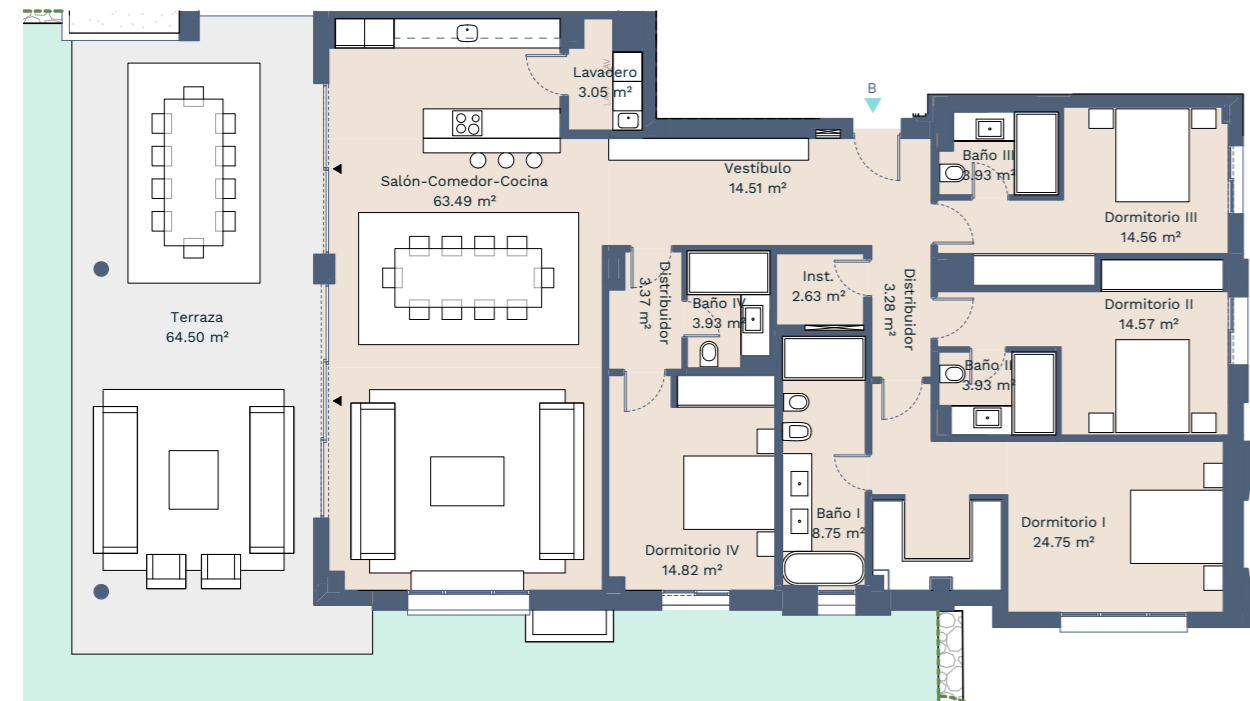 B
Lavadero
3.05 m²
Salón-Comedor-Cocina
63.49 m²
Vestíbulo
14.51 m²
Baño III
3.93 m²
Dormitorio III
14.56 m²
Terraza
64.50 m²
Distribuidor
3.37 m²
Baño IV
3.93 m²
Inst.
2.63 m²
Distribuidor
3.28 m²
Dormitorio II
14.57 m²
Baño II
3.93 m²
Dormitorio IV
14.82 m²
Baño I
8.75 m²
Dormitorio I
24.75 m²